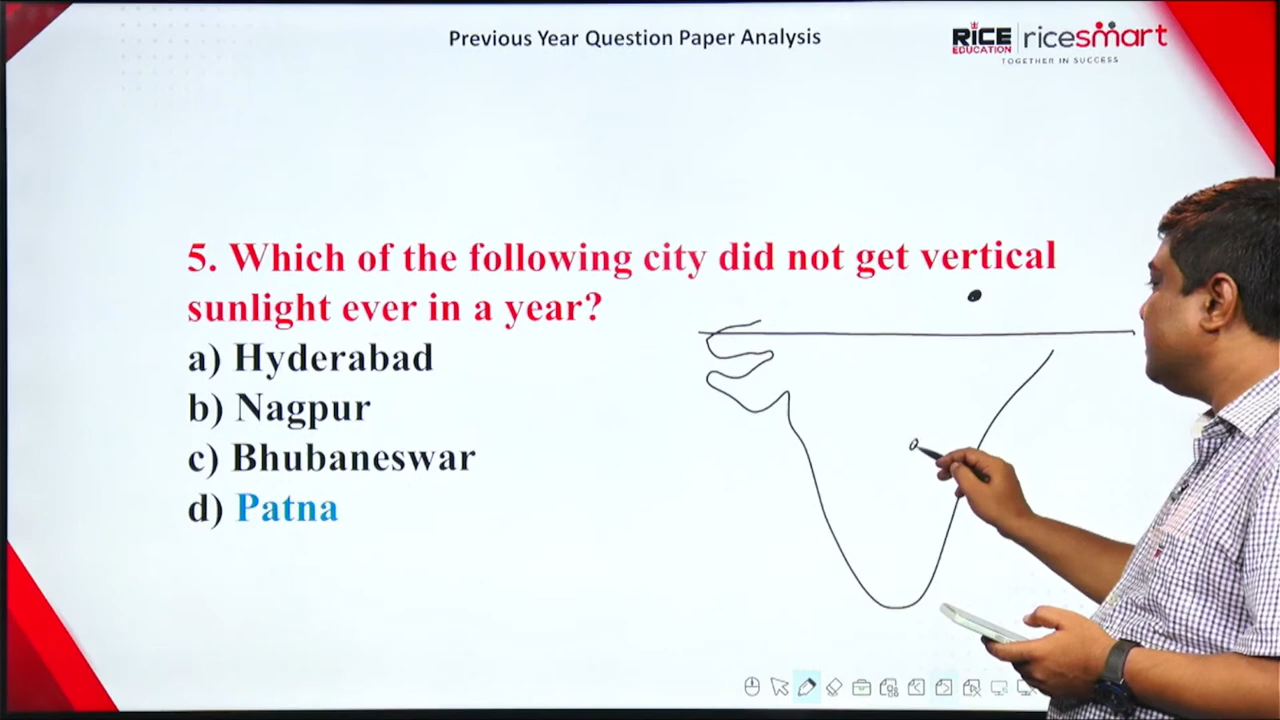 Previous Year Question Paper Analysis
RICE EDUCATION ricesmart
TOGETHER IN SUCCESS
5. Which of the following city did not get vertical
sunlight ever in a year?
a) Hyderabad
b) Nagpur
c) Bhubaneswar
d) Patna